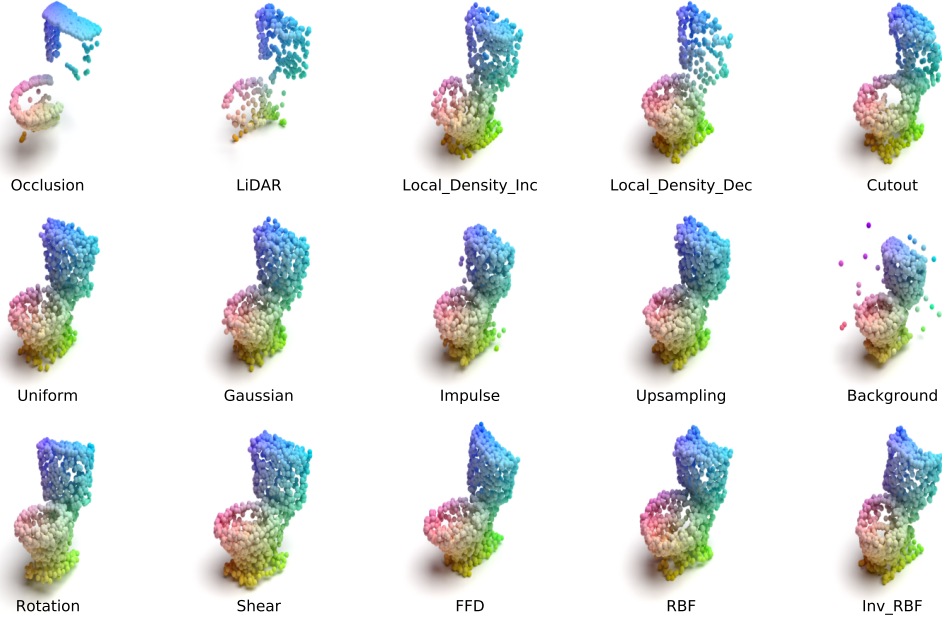 Occlusion
LiDAR
Local_Density_Inc
Local_Density_Dec
Cutout
Uniform
Gaussian
Impulse
Upsampling
Background
Rotation
Shear
FFD
RBF
Inv_RBF